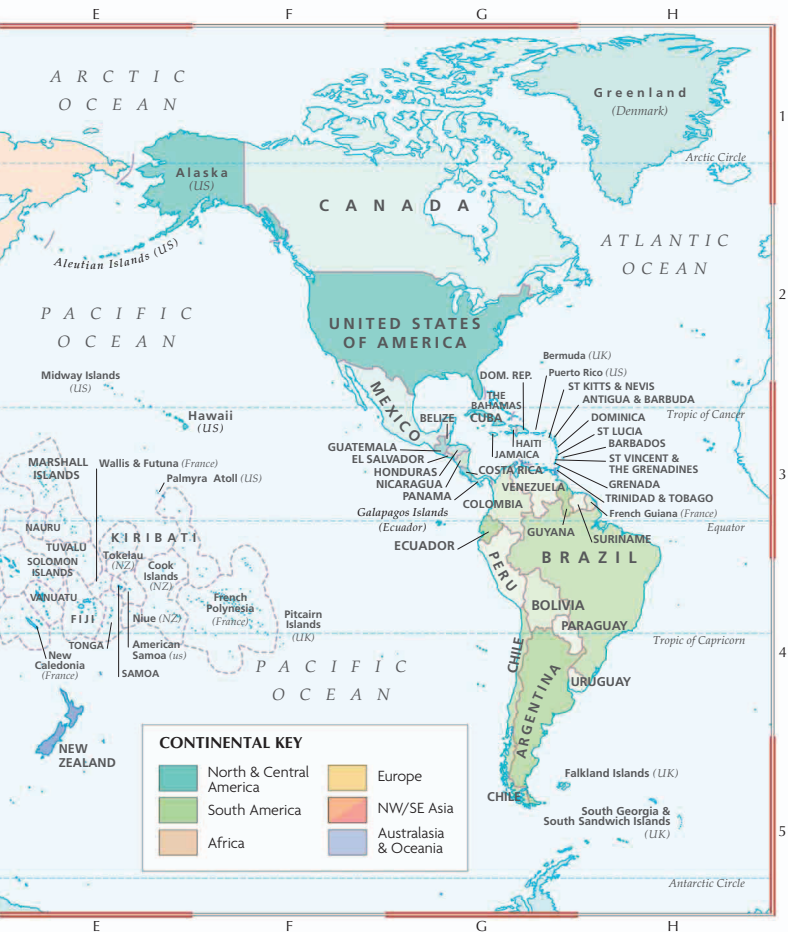 E F G H
ARCTIC
OCEAN
Greenland
(Denmark)
1
Arctic Circle
Alaska
(US)
CANADA
Aleutian Islands (US)
ATLANTIC
OCEAN
2
PACIFIC
OCEAN
UNITED STATES
OF AMERICA
Bermuda (UK)
Midway Islands
(US)
DOM. REP.
Puerto Rico (US)
ST KITTS & NEVIS
MEXICO
THE
BAHAMAS
ANTIGUA & BARBUDA
Hawaii
(US)
BELIZE
CUBA
DOMINICA
Tropic of Cancer
ST LUCIA
HAITI
BARBADOS
GUATEMALA
JAMAICA
EL SALVADOR
ST VINCENT &
THE GRENADINES
MARSHALL
ISLANDS
Wallis & Futuna (France)
HONDURAS
COSTA RICA
3
Palmyra Atoll (US)
NICARAGUA
VENEZUELA
GRENADA
PANAMA
TRINIDAD & TOBAGO
COLOMBIA
Galapagos Islands
(Ecuador)
French Guiana (France)
NAURU
KIRIBATI
GUYANA
SURINAME
Equator
TUVALU
ECUADOR
Tokelau
(NZ)
SOLOMON
ISLANDS
Cook
Islands
(NZ)
PERU
BRAZIL
VANUATU
French
Polynesia
(France)
BOLIVIA
FIJI
Niue (NZ)
Pitcairn
Islands
(UK)
PARAGUAY
TONGA
American
Samoa (us)
Tropic of Capricorn
New
Caledonia
(France)
SAMOA
CHILE
4
PACIFIC
OCEAN
URUGUAY
ARGENTINA
NEW
ZEALAND
CONTINENTAL KEY
North & Central
America
Europe
South America
NW/SE Asia
Africa
Australasia
& Oceania
Falkland Islands (UK)
CHILE
South Georgia &
South Sandwich Islands
(UK)
5
Antarctic Circle
E F G H